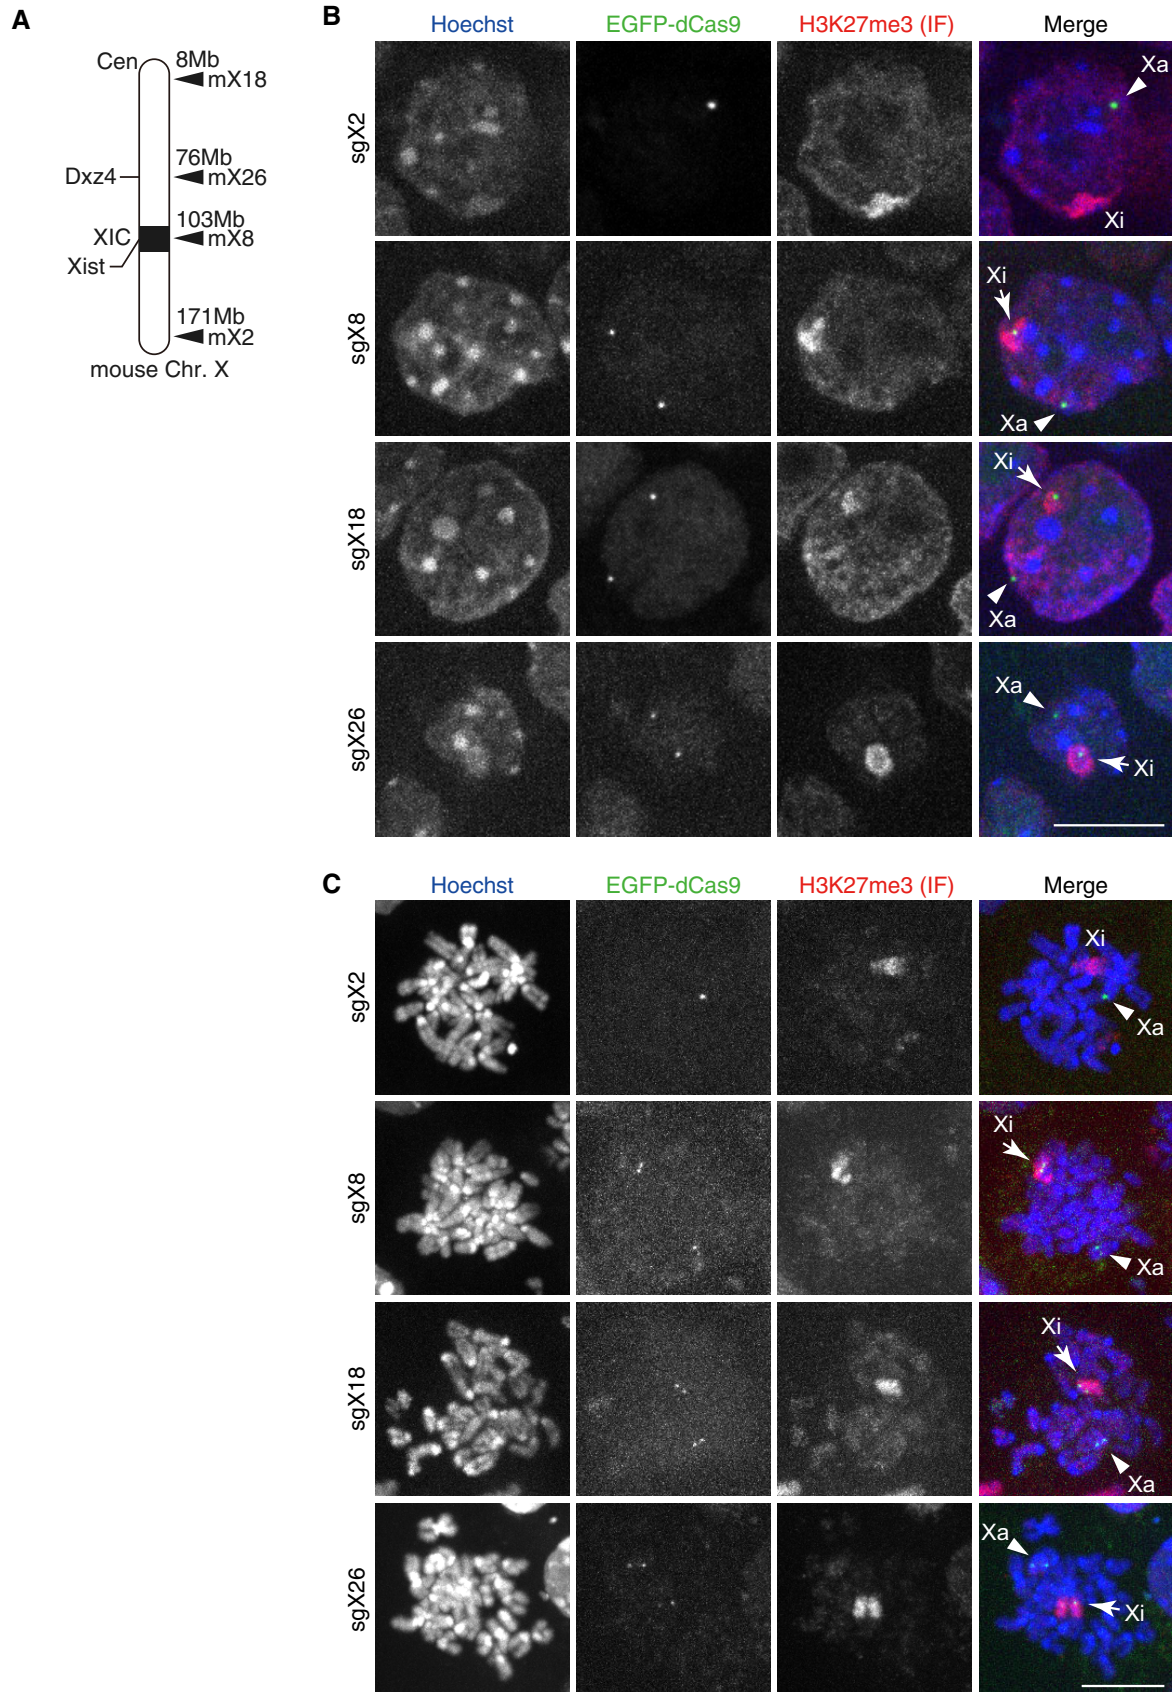 A
Cen
8Mb
mX18
76Mb
Dxz4
mX26
103Mb
XIC
mX8
Xist
171Mb
mX2
mouse Chr. X
B
Hoechst
EGFP-dCas9
H3K27me3 (IF)
Merge
sgX2
Xa
Xi
sgX8
Xi
Xa
sgX18
Xi
Xa
sgX26
Xa
Xi
C
Hoechst
EGFP-dCas9
H3K27me3 (IF)
Merge
sgX2
Xi
Xa
sgX8
Xi
Xa
sgX18
Xi
Xa
sgX26
Xa
Xi